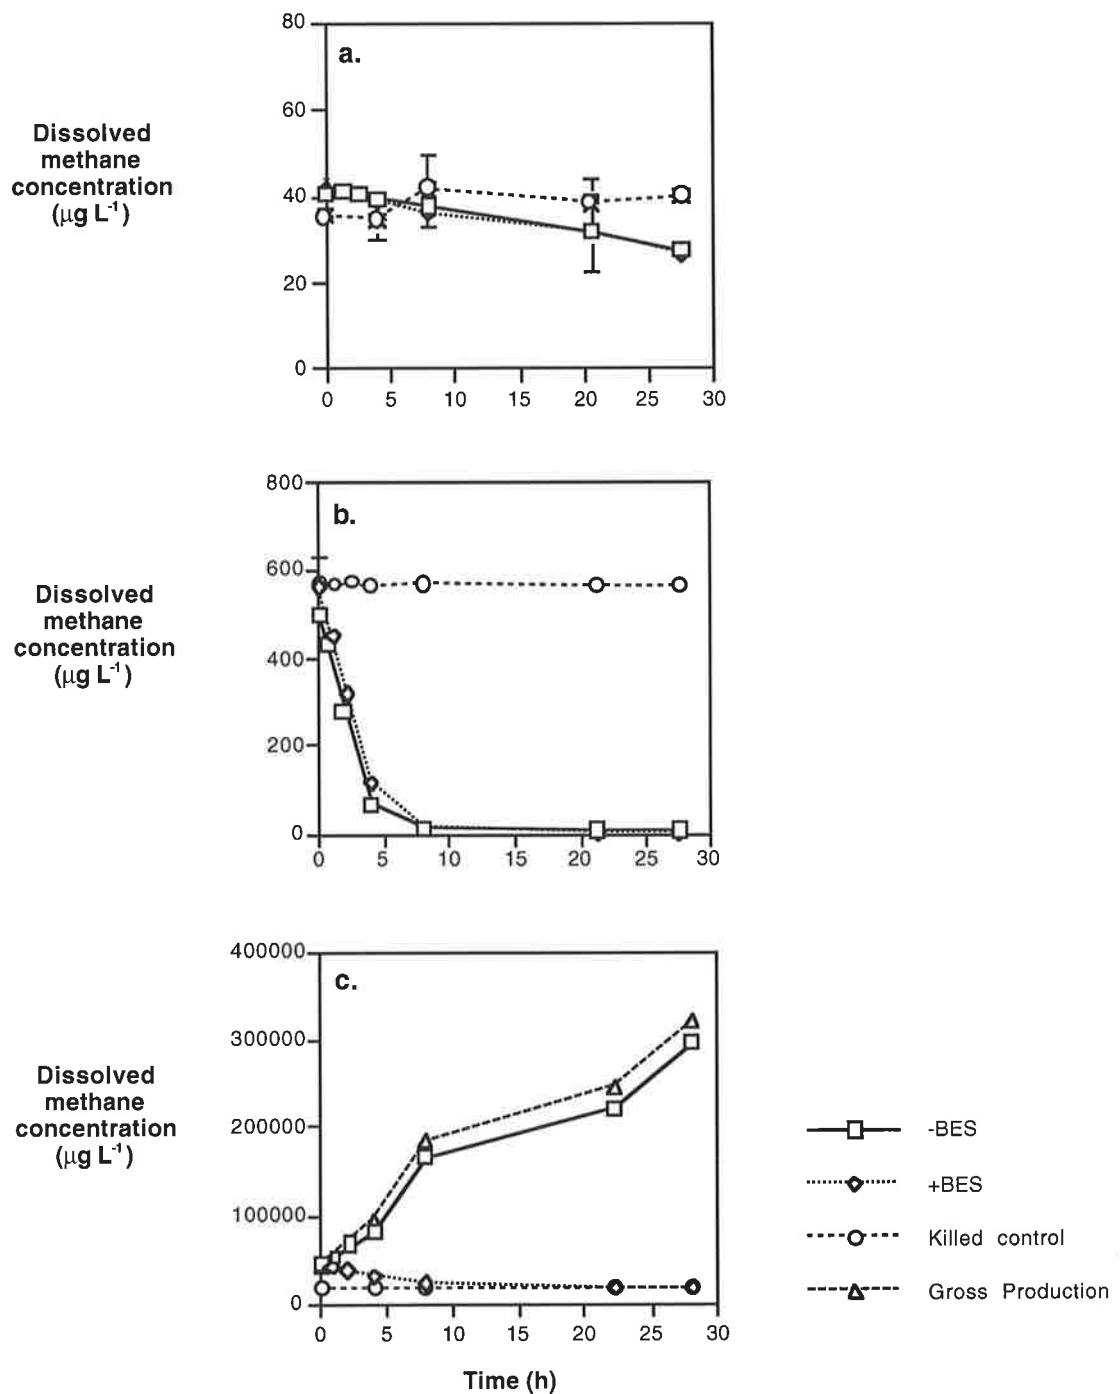 80
a.
60
Dissolved
methane
concentration
(µg L-1)
40
20
0
0 5 10 15 20 25 30
800
b.
600
Dissolved
methane
concentration
(µg L-1)
400
200
0
0 5 10 15 20 25 30
400000
c.
300000
Dissolved
methane
concentration
(µg L-1)
200000
100000
0
0 5 10 15 20 25 30
Time (h)
-BES
+BES
Killed control
Gross Production